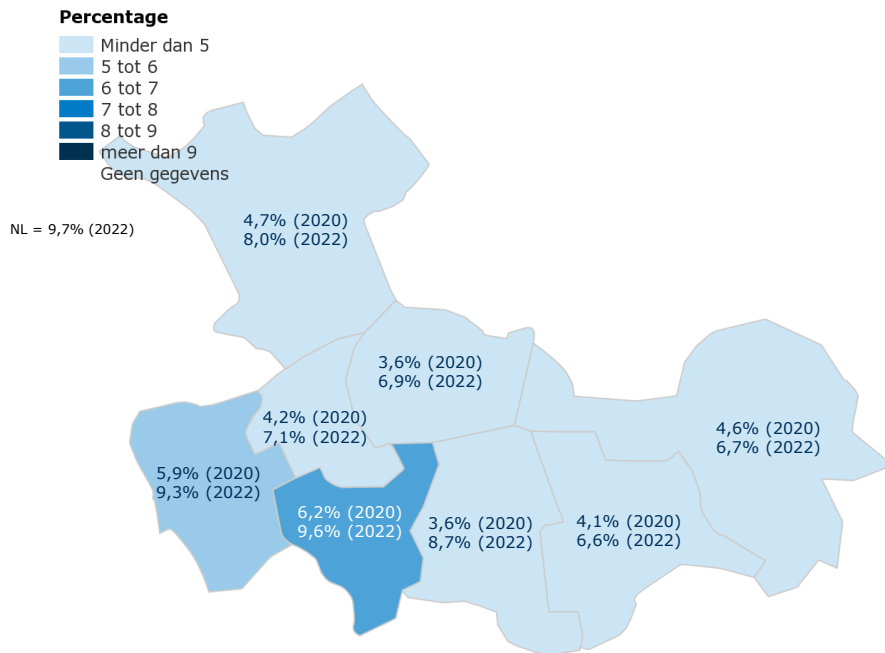 Percentage
Minder dan 5
5 tot 6
6 tot 7
7 tot 8
8 tot 9
meer dan 9
Geen gegevens
NL = 9,7% (2022)
4,7% (2020)
8,0% (2022)
3,6% (2020)
6,9% (2022)
4,2% (2020)
7,1% (2022)
4,6% (2020)
6,7% (2022)
5,9% (2020)
9,3% (2022)
6,2% (2020)
9,6% (2022)
3,6% (2020)
8,7% (2022)
4,1% (2020)
6,6% (2022)